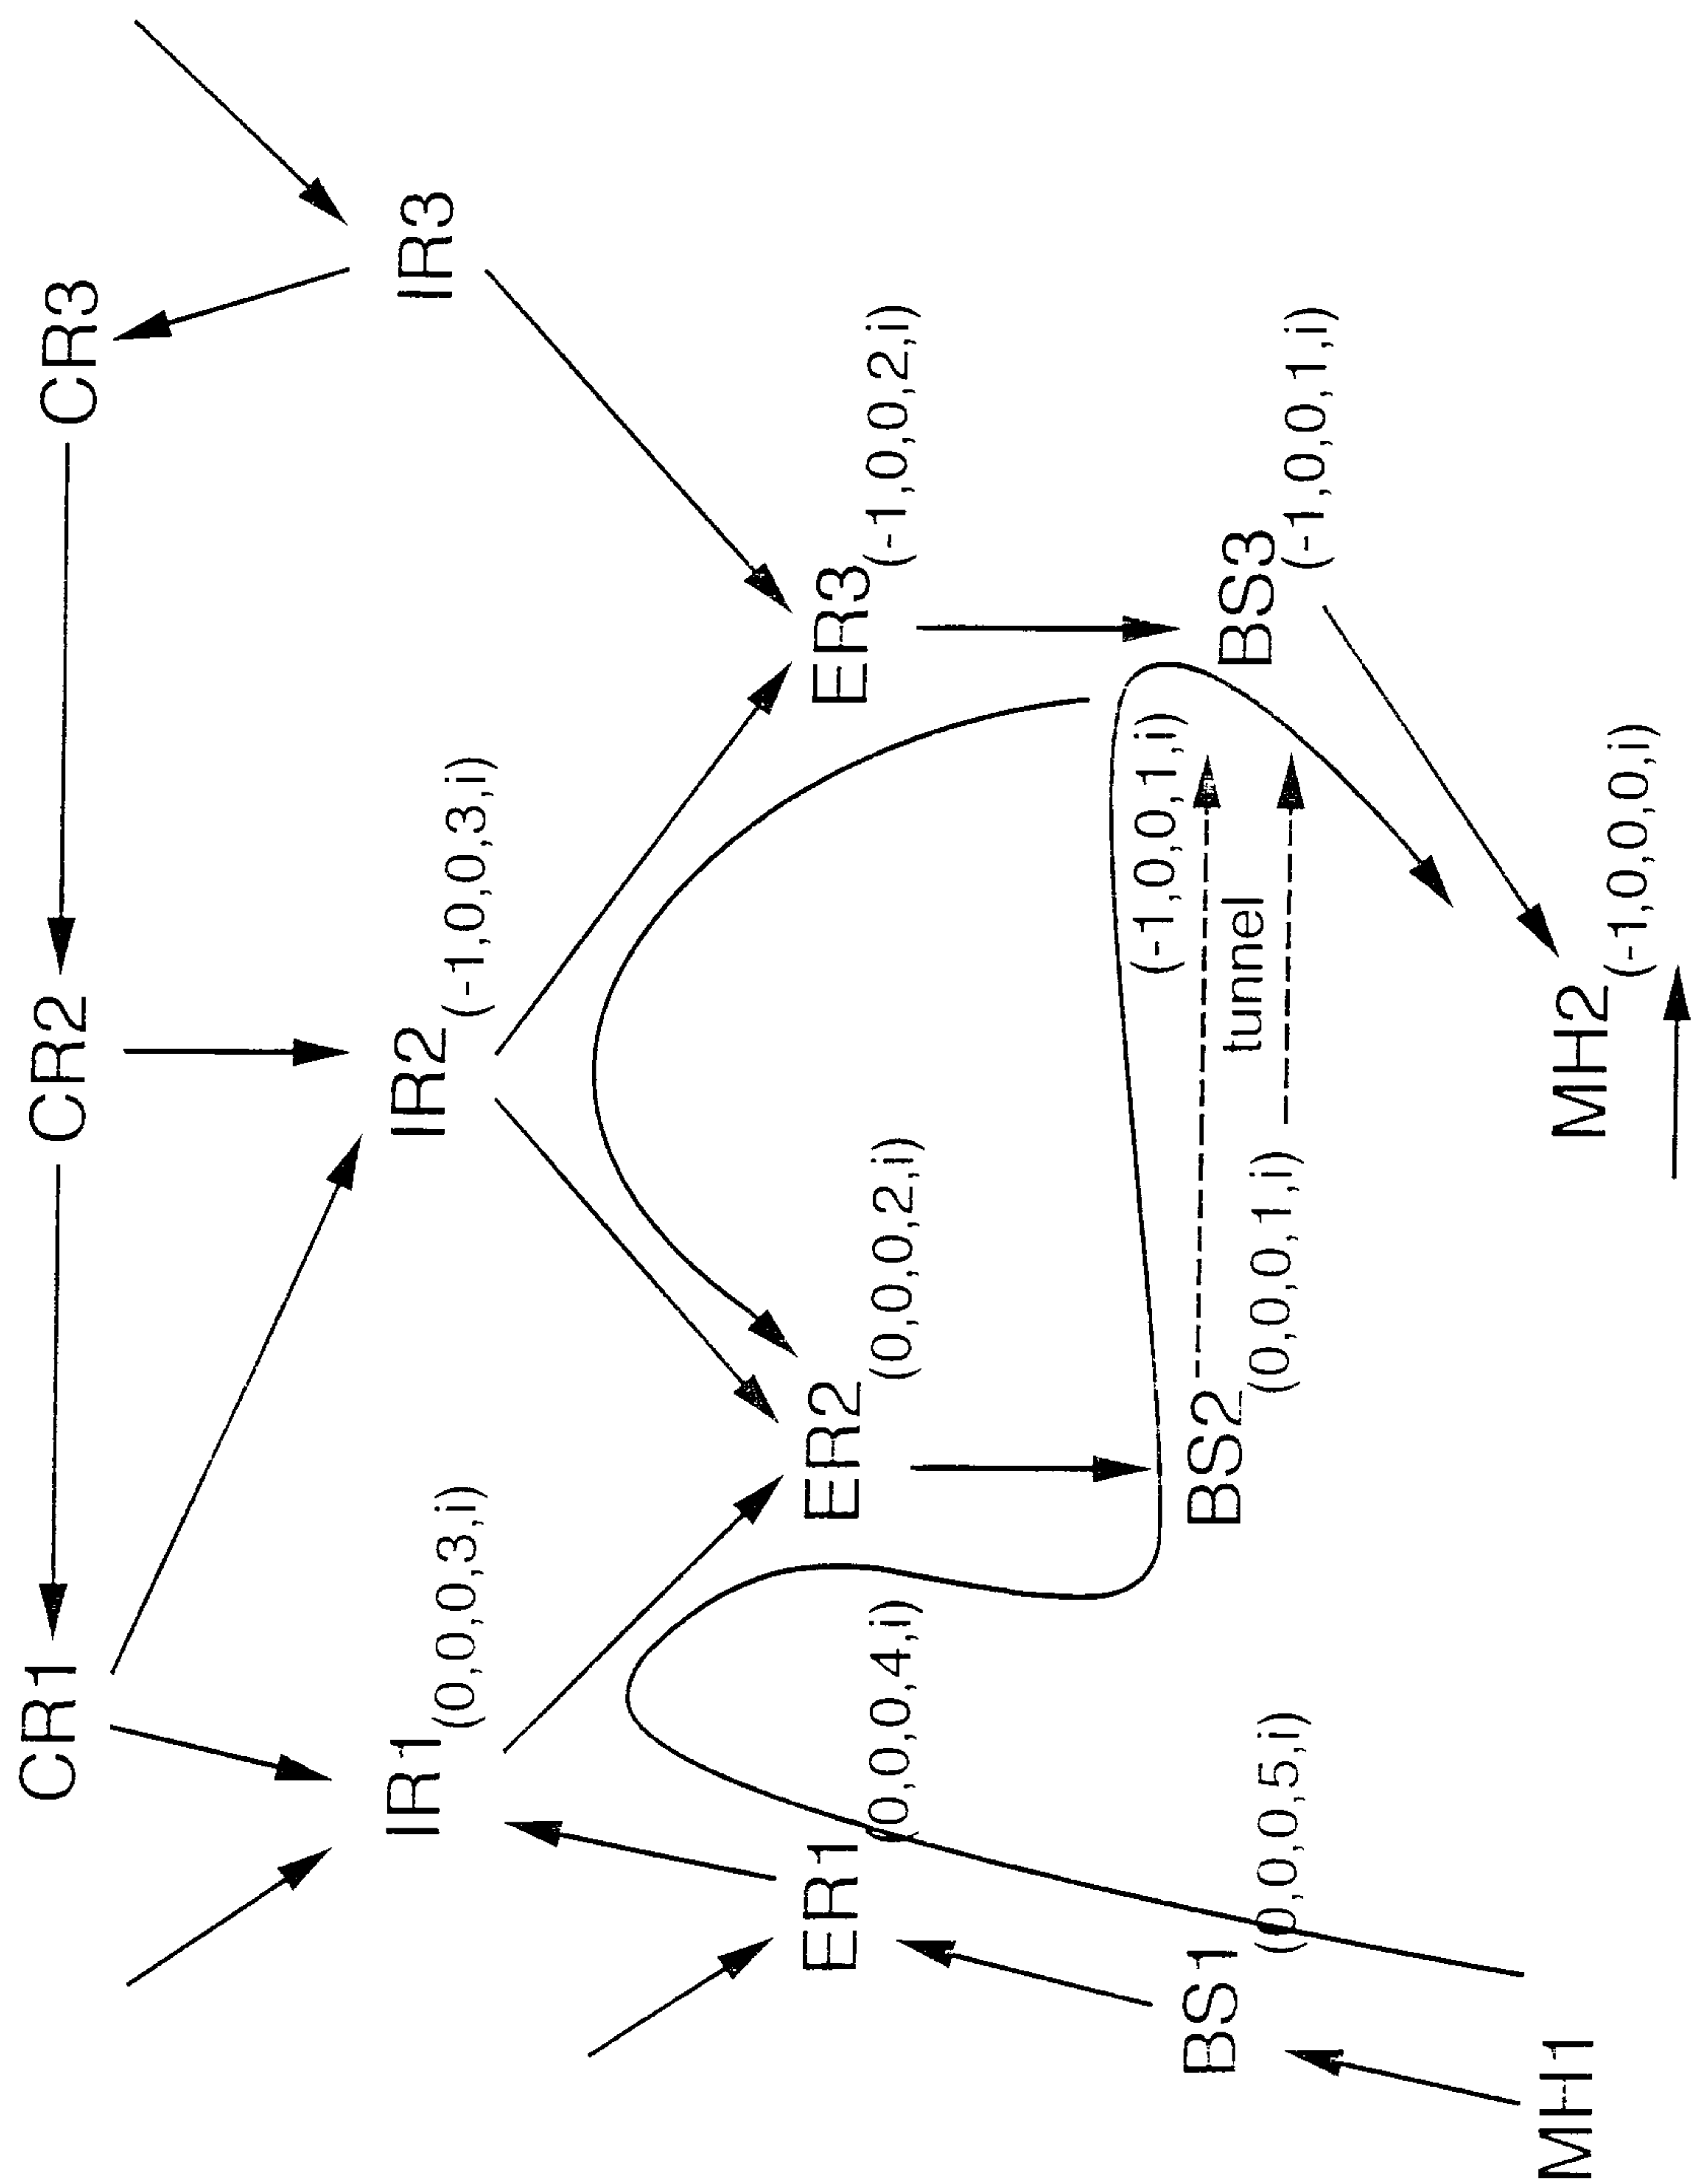 CR1
CR2
CR3
IR1
(0,0,0,3,i)
IR2
(-1,0,0,3,i)
IR3
ER1
(0,0,0,4,i)
ER2
(0,0,0,2,i)
ER3
(-1,0,0,2,i)
BS1
(0,0,0,5,i)
BS2
(0,0,0,1,i)
(-1,0,0,1,i)
tunnel
BS3
(-1,0,0,1,i)
MH1
MH2
(-1,0,0,0,i)